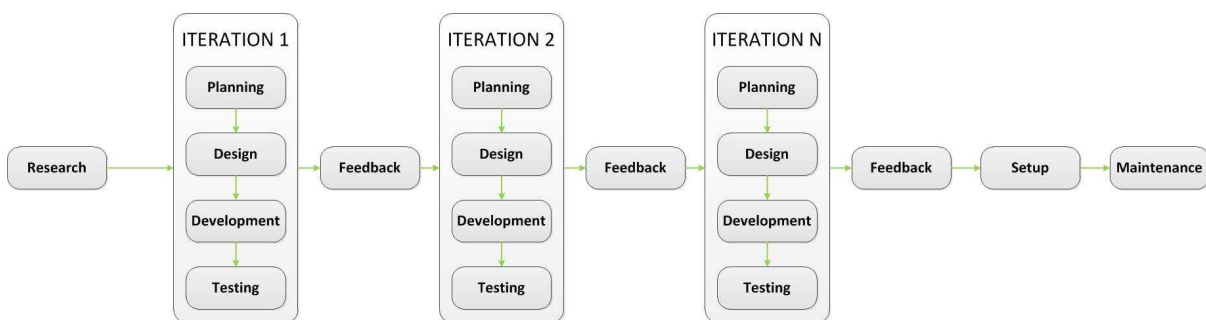 Research
ITERATION 1
Planning
Design
Development
Testing
Feedback
ITERATION 2
Planning
Design
Development
Testing
Feedback
ITERATION N
Planning
Design
Development
Testing
Feedback
Setup
Maintenance